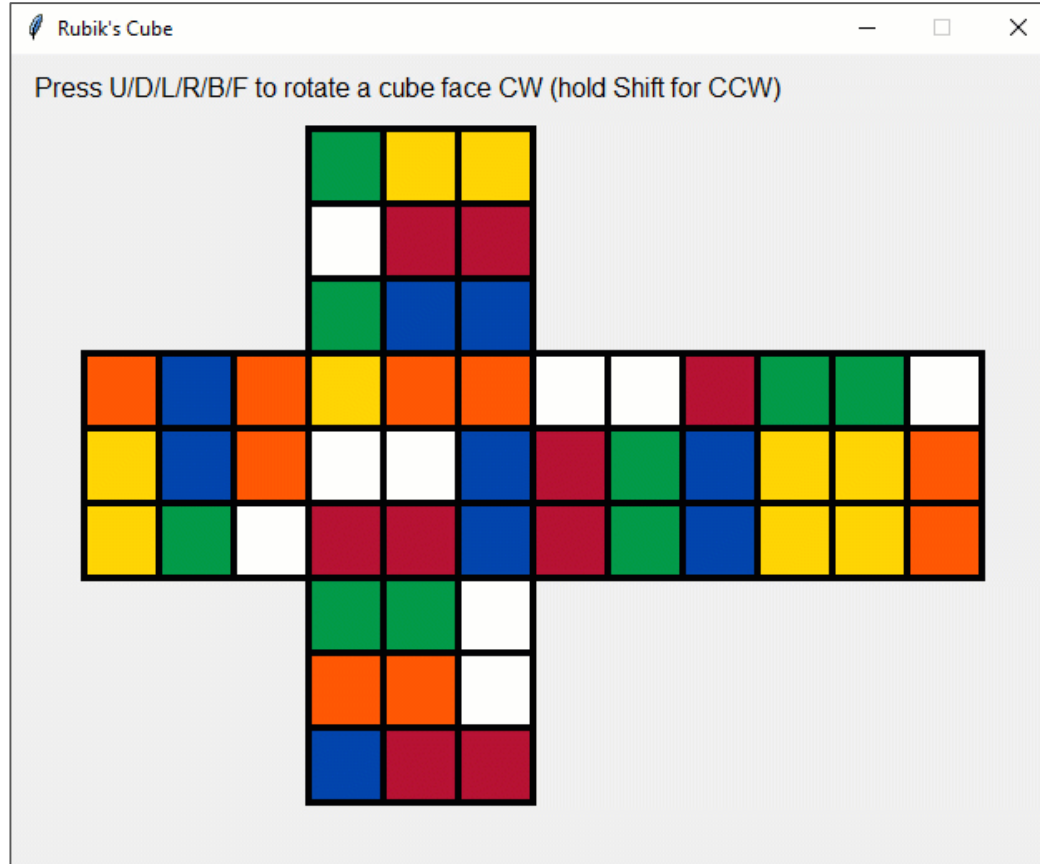 Rubik's Cube
Press U/D/L/R/B/F to rotate a cube face CW (hold Shift for CCW)